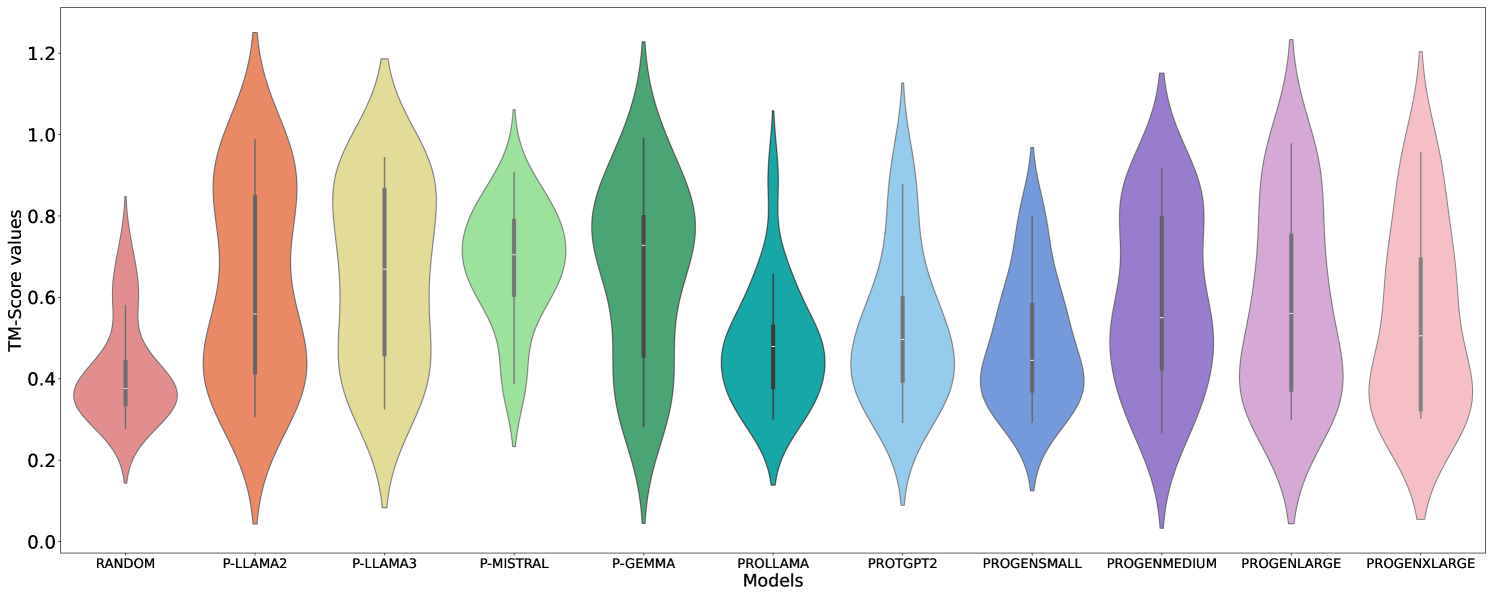 TM-Score values
1.2
1.0
0.8
0.6
0.4
0.2
0.0
RANDOM P-LLAMA2 P-LLAMA3 P-MISTRAL P-GEMMA PROLLAMA PROTGPT2 PROGENSMALL PROGENMEDIUM PROGENLARGE PROGENXLARGE
Models